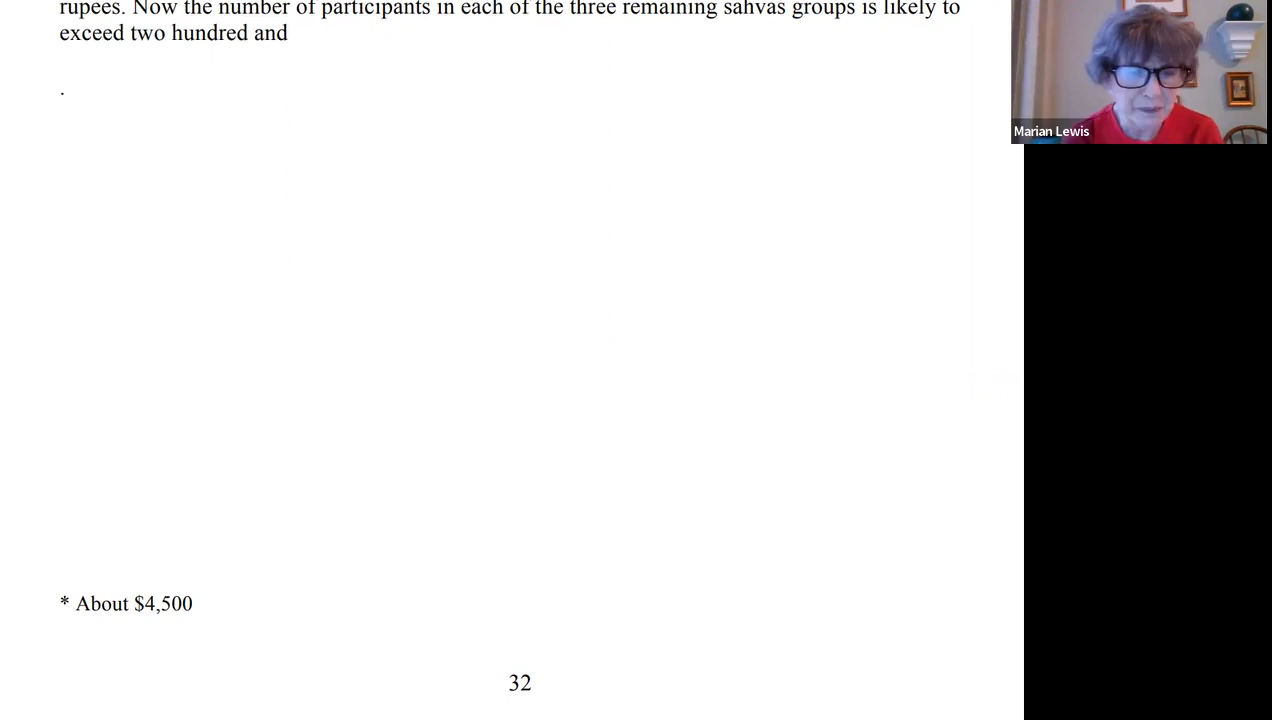 rupees. Now the number of participants in each of the three remaining sahvas groups is likely to
exceed two hundred and
.
* About $4,500
32
Marian Lewis